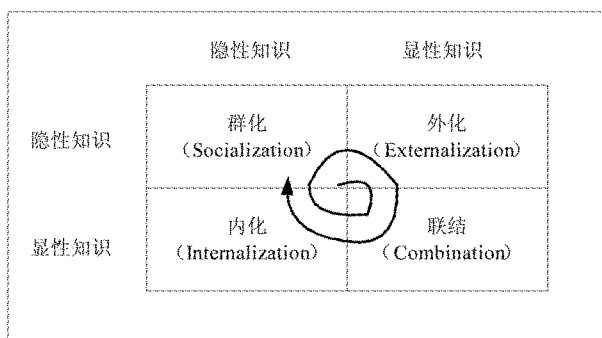 隐性知识 显性知识
隐性知识
群化
(Socialization)
外化
(Externalization)
显性知识
内化
(Internalization)
联结
(Combination)